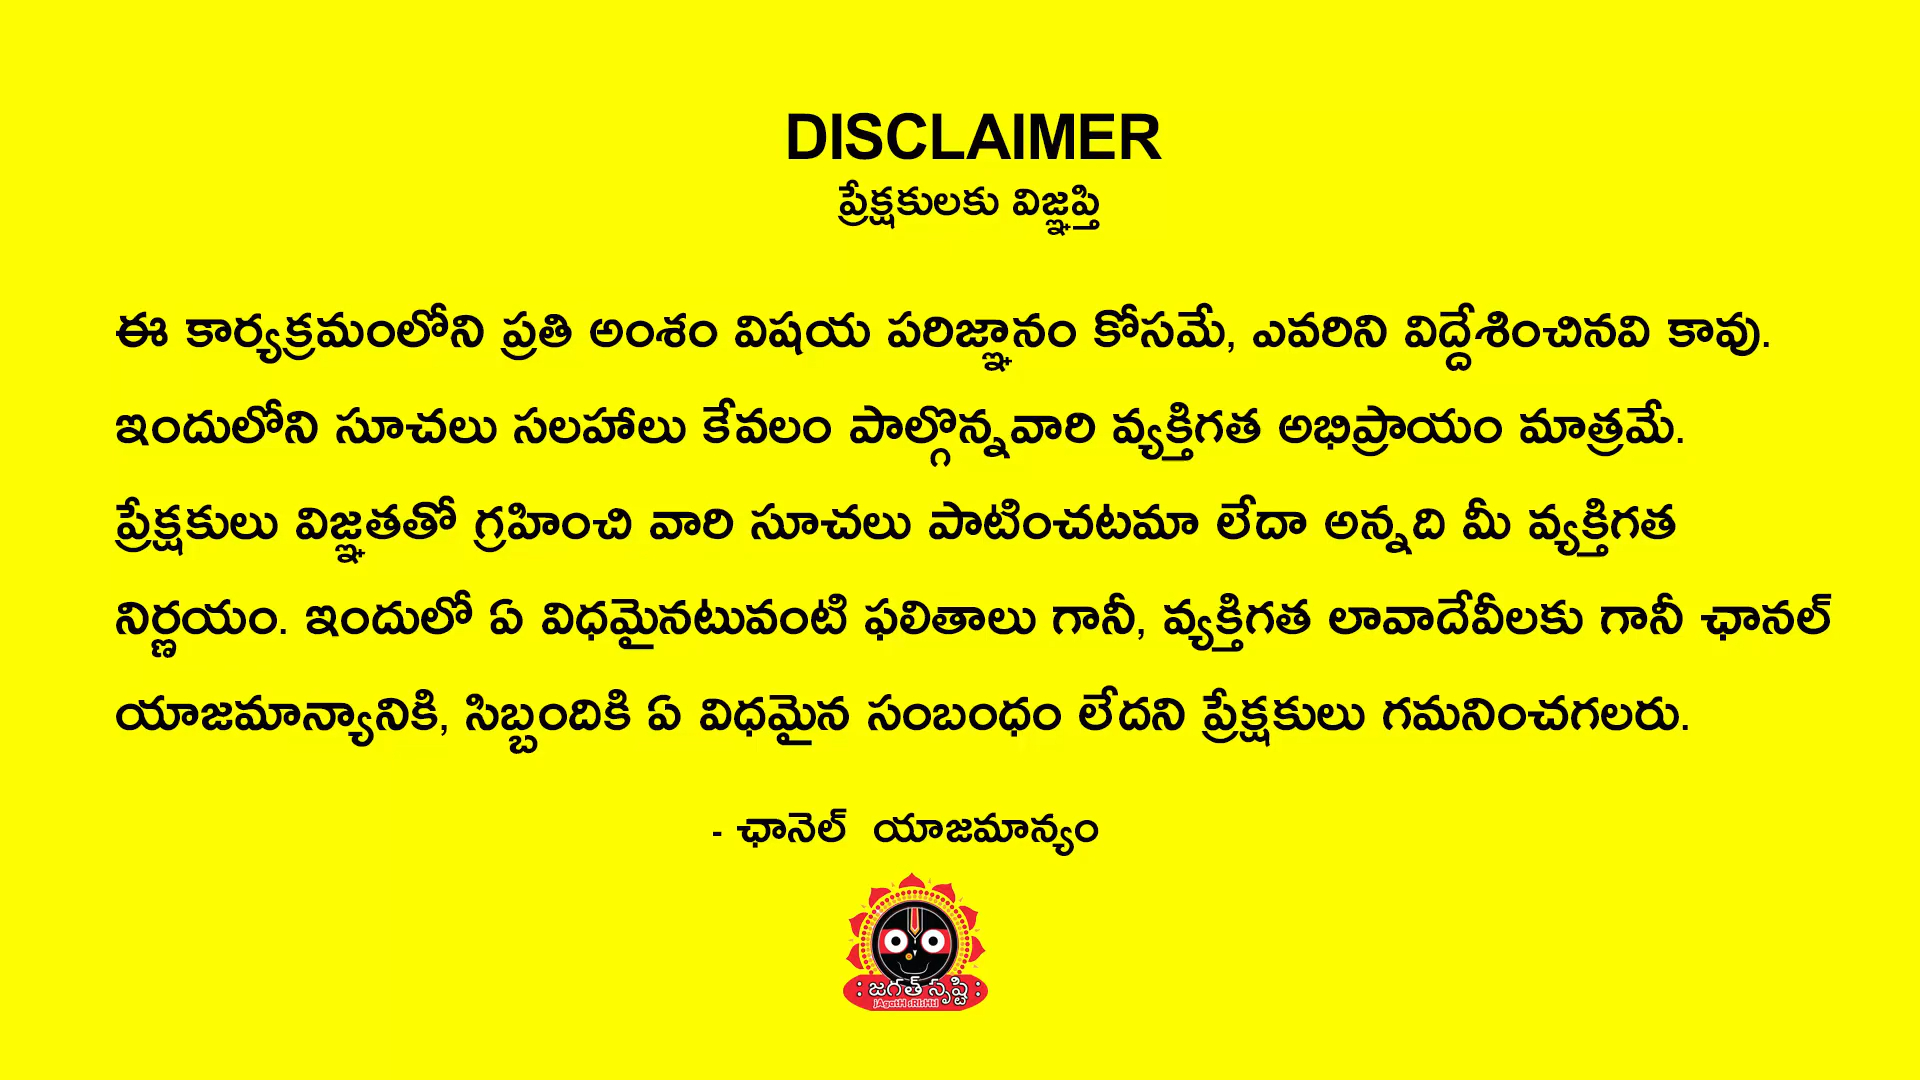 DISCLAIMER
ప్రేక్షకులకు విజ్ఞప్తి
ఈ కార్యక్రమంలోని ప్రతి అంశం విషయ పరిజ్ఞానం కోసమే, ఎవరిని విద్దేశించినవి కావు.
ఇందులోని సూచలు సలహాలు కేవలం పాల్గొన్నవారి వ్యక్తిగత అభిప్రాయం మాత్రమే.
ప్రేక్షకులు విజ్ఞతతో గ్రహించి వారి సూచలు పాటించటమా లేదా అన్నది మీ వ్యక్తిగత
నిర్ణయం. ఇందులో ఏ విధమైనటువంటి ఫలితాలు గానీ, వ్యక్తిగత లావాదేవీలకు గానీ ఛానల్
యాజమాన్యానికి, సిబ్బందికి ఏ విధమైన సంబంధం లేదని ప్రేక్షకులు గమనించగలరు.
- ఛానెల్ యాజమాన్యం
: జగత్ సృష్టి :
jAgatH sRIsHtI